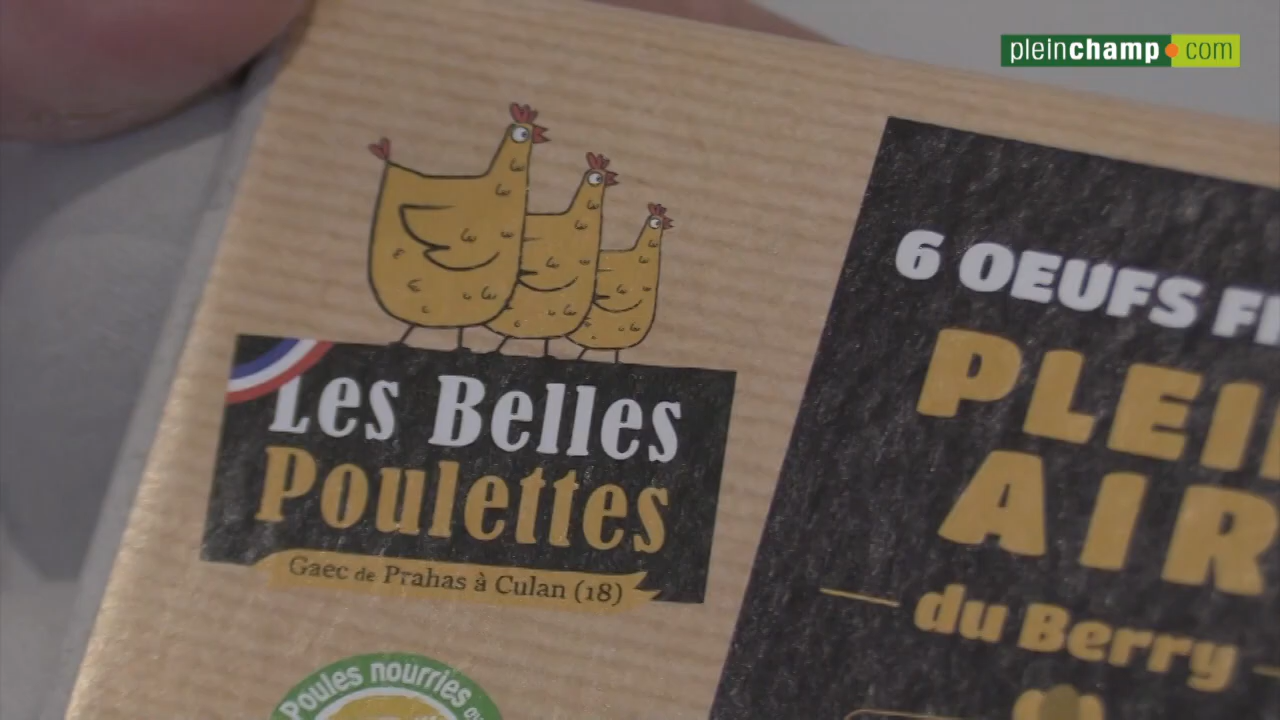 pleinchamp.com
Les Belles
Poulettes
Gaec de Prahas à Culan (18)
Poules nourries
6 OEUFS
PLEI
AIR
du Berry